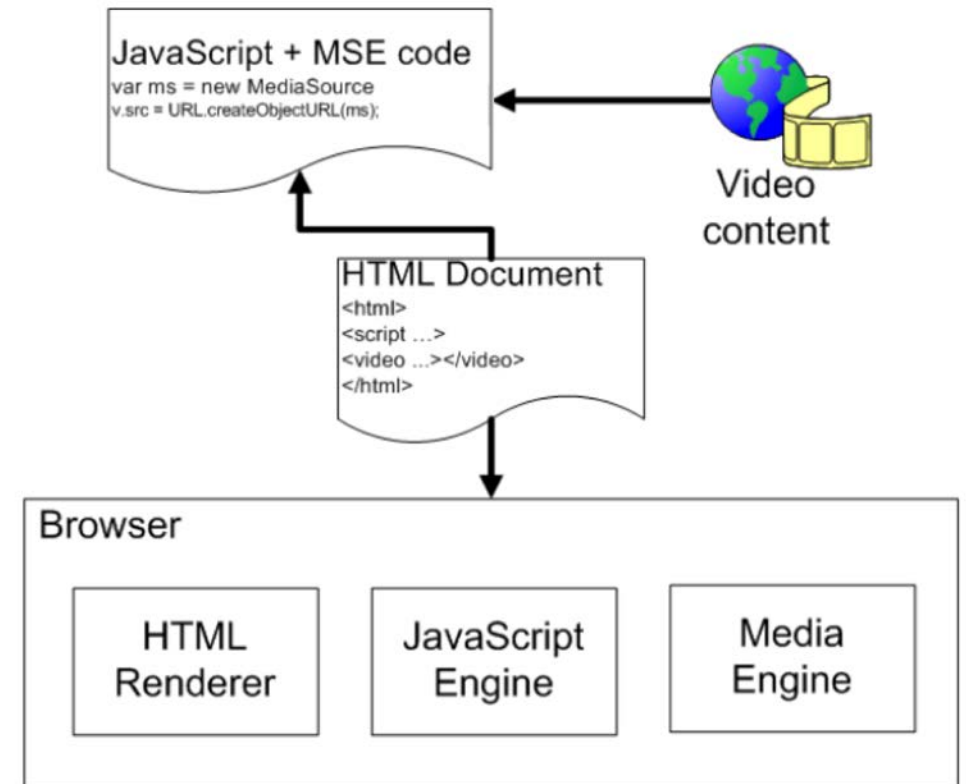 JavaScript + MSE code
var ms = new MediaSource
v.src = URL.createObjectURL(ms);
Video
content
HTML Document
<html>
<script ...>
<video ...></video>
</html>
Browser
HTML
Renderer
JavaScript
Engine
Media
Engine